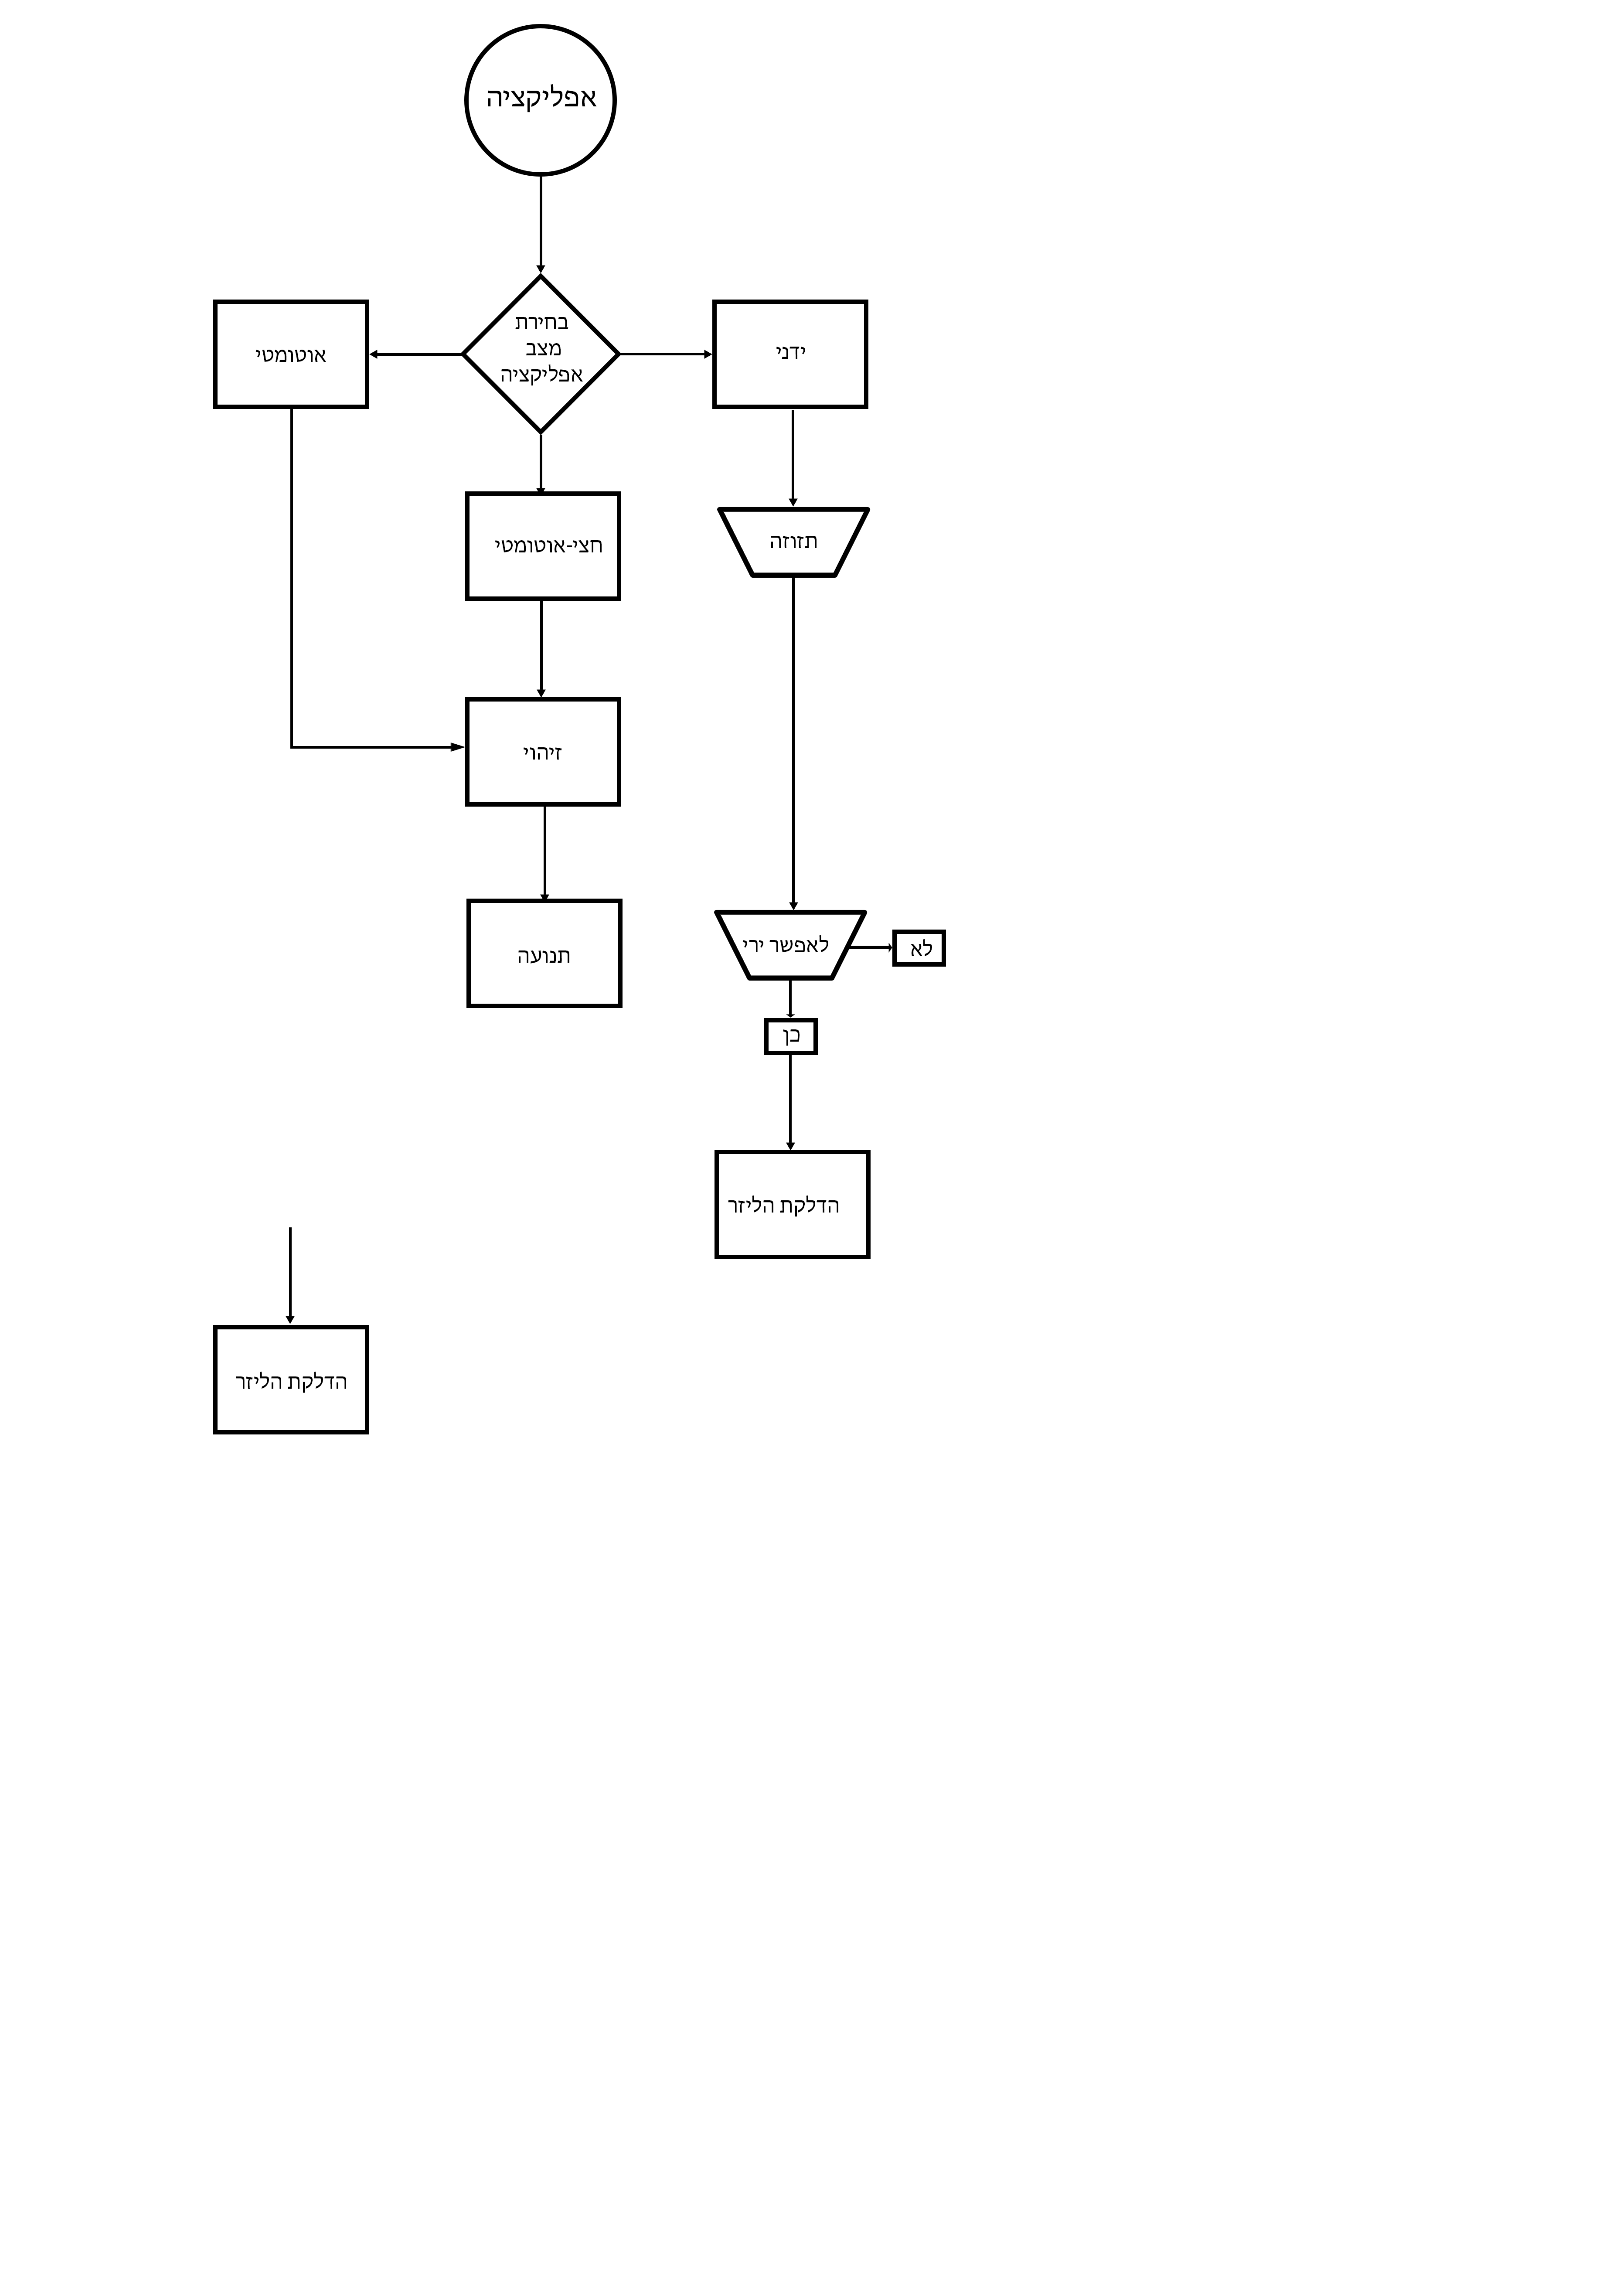 אפליקציה
בחירת
מצב
אפליקציה
ידני
אוטומטי
חצי-אוטומטי
תזוזה
זיהוי
תנועה
לאפשר ירי
לא
כן
הדלקת הליזר
הדלקת הליזר